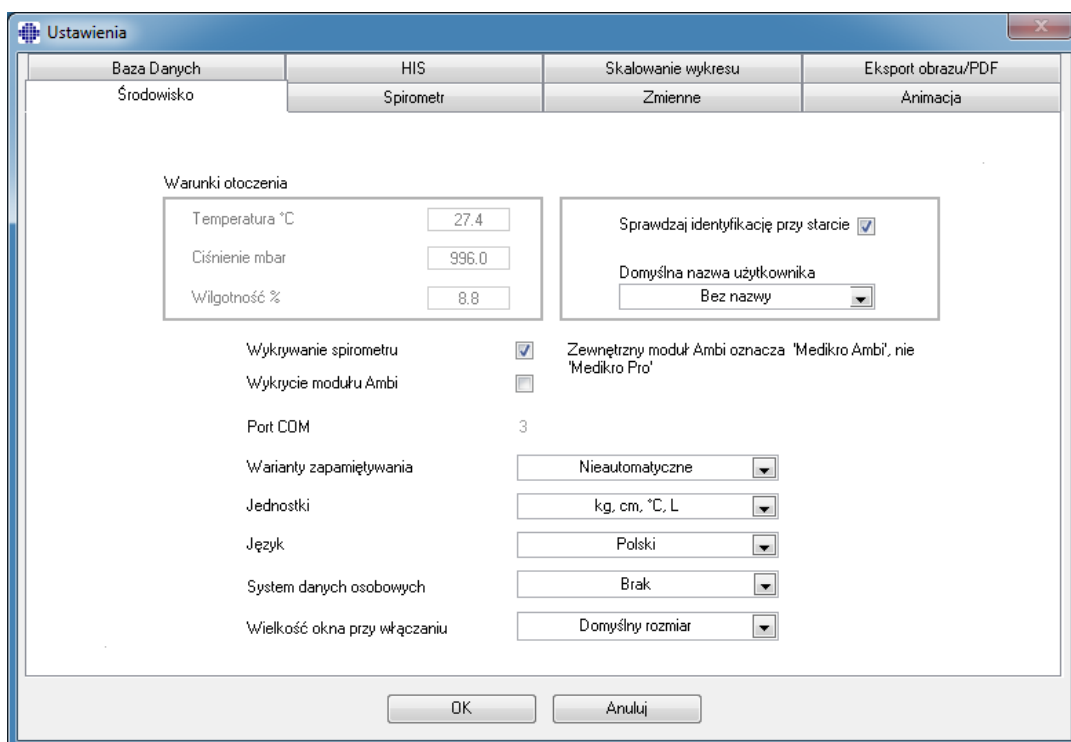 Ustawienia
Baza Danych
HIS
Skalowanie wykresu
Eksport obrazu/PDF
Środowisko
Spirometr
Zmienne
Animacja
Warunki otoczenia
Temperatura °C 27.4
Ciśnienie mbar 996.0
Wilgotność % 8.8
Sprawdzaj identyfikację przy starcie
Domyślna nazwa użytkownika
Bez nazwy
Wykrywanie spirometru
Zewnętrzny moduł Ambi oznacza 'Medikro Ambi', nie
'Medikro Pro'
Wykrycie modułu Ambi
Port COM 3
Warianty zapamiętywania Nieautomatyczne
Jednostki kg, cm, °C, L
Język Polski
System danych osobowych Brak
Wielkość okna przy włączaniu Domyślny rozmiar
OK
Anuluj